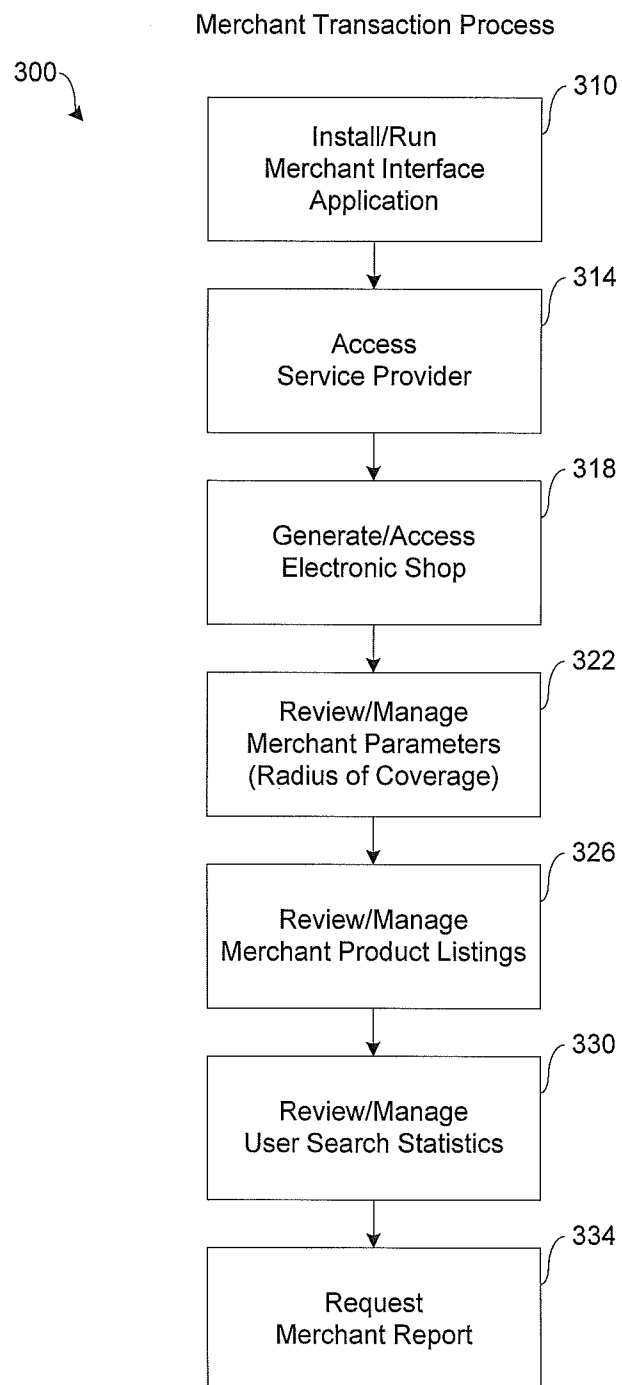 Merchant Transaction Process
300
310
Install/Run
Merchant Interface
Application
314
Access
Service Provider
318
Generate/Access
Electronic Shop
322
Review/Manage
Merchant Parameters
(Radius of Coverage)
326
Review/Manage
Merchant Product Listings
330
Review/Manage
User Search Statistics
334
Request
Merchant Report